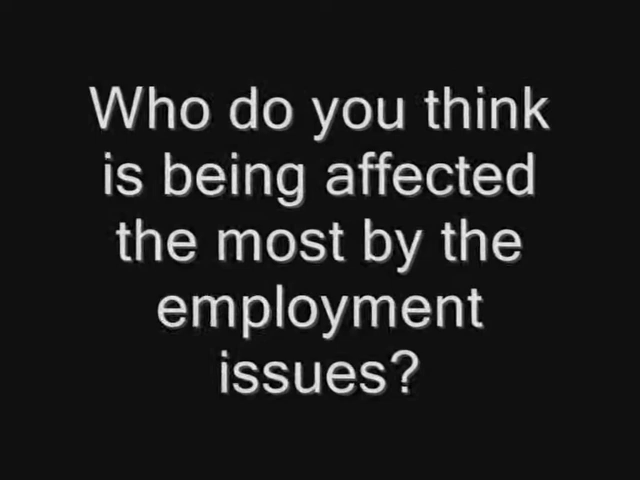 Who do you think
is being affected
the most by the
employment
issues?